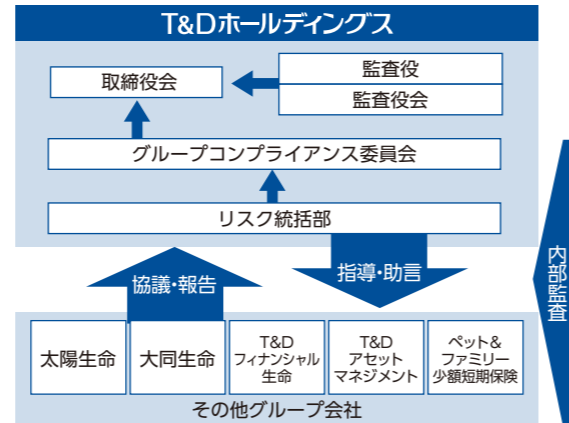 T&Dホールディングス
取締役会
監査役
監査役会
グループコンプライアンス委員会
リスク統括部
協議・報告
指導・助言
内部監査
太陽生命
大同生命
T&D
フィナンシャル
生命
T&D
アセット
マネジメント
ペット&
ファミリー
少額短期保険
その他グループ会社